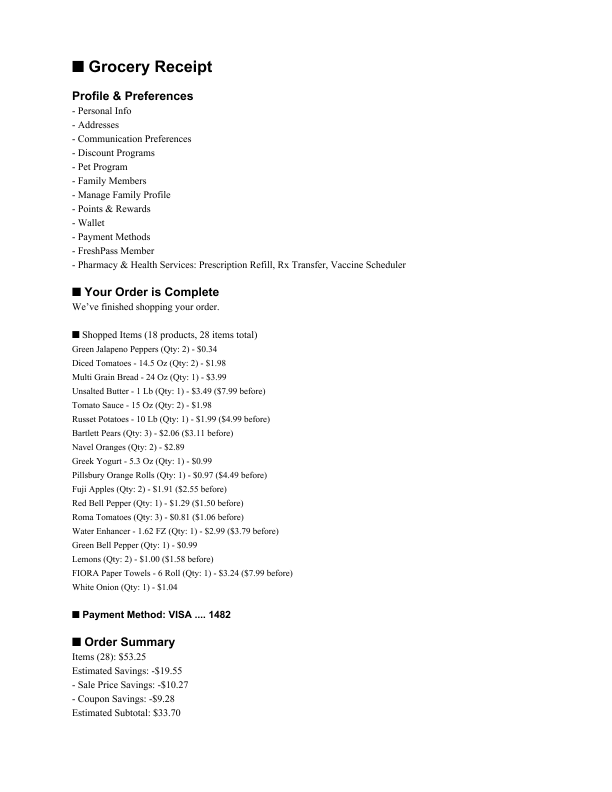 ■ Grocery Receipt
Profile & Preferences
- Personal Info
- Addresses
- Communication Preferences
- Discount Programs
- Pet Program
- Family Members
- Manage Family Profile
- Points & Rewards
- Wallet
- Payment Methods
- FreshPass Member
- Pharmacy & Health Services: Prescription Refill, Rx Transfer, Vaccine Scheduler
■ Your Order is Complete
We’ve finished shopping your order.
■ Shopped Items (18 products, 28 items total)
Green Jalapeno Peppers (Qty: 2) - $0.34
Diced Tomatoes - 14.5 Oz (Qty: 2) - $1.98
Multi Grain Bread - 24 Oz (Qty: 1) - $3.99
Unsalted Butter - 1 Lb (Qty: 1) - $3.49 ($7.99 before)
Tomato Sauce - 15 Oz (Qty: 2) - $1.98
Russet Potatoes - 10 Lb (Qty: 1) - $1.99 ($4.99 before)
Bartlett Pears (Qty: 3) - $2.06 ($3.11 before)
Navel Oranges (Qty: 2) - $2.89
Greek Yogurt - 5.3 Oz (Qty: 1) - $0.99
Pillsbury Orange Rolls (Qty: 1) - $0.97 ($4.49 before)
Fuji Apples (Qty: 2) - $1.91 ($2.55 before)
Red Bell Pepper (Qty: 1) - $1.29 ($1.50 before)
Roma Tomatoes (Qty: 3) - $0.81 ($1.06 before)
Water Enhancer - 1.62 FZ (Qty: 1) - $2.99 ($3.79 before)
Green Bell Pepper (Qty: 1) - $0.99
Lemons (Qty: 2) - $1.00 ($1.58 before)
FIORA Paper Towels - 6 Roll (Qty: 1) - $3.24 ($7.99 before)
White Onion (Qty: 1) - $1.04
■ Payment Method: VISA .... 1482
■ Order Summary
Items (28): $53.25
Estimated Savings: -$19.55
- Sale Price Savings: -$10.27
- Coupon Savings: -$9.28
Estimated Subtotal: $33.70